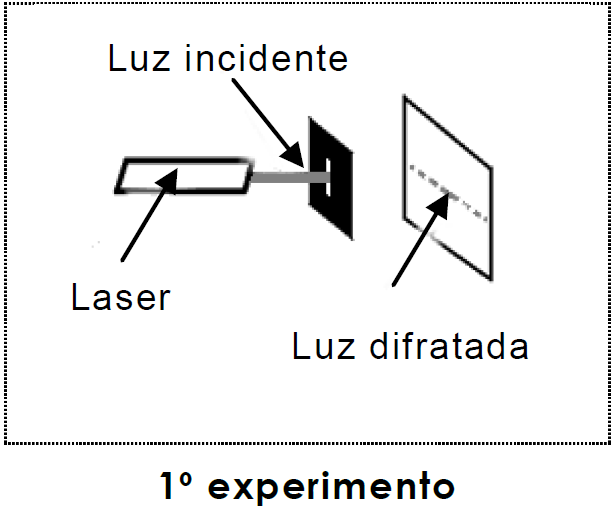 Luz incidente
Laser
Luz difratada
1º experimento